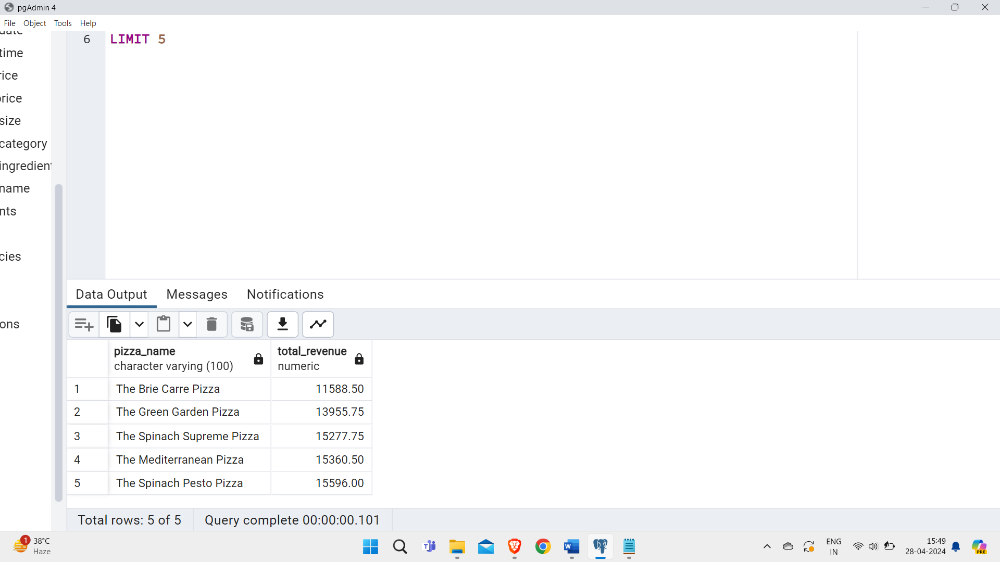 pgAdmin 4
File Object Tools Help
time
rice
price
size
category
ingredient
name
nts
cies
ons
6 LIMIT 5
Data Output Messages Notifications
pizza_name total_revenue
character varying (100) numeric
1 The Brie Carre Pizza 11588.50
2 The Green Garden Pizza 13955.75
3 The Spinach Supreme Pizza 15277.75
4 The Mediterranean Pizza 15360.50
5 The Spinach Pesto Pizza 15596.00
Total rows: 5 of 5 Query complete 00:00:00.101
1 38°C
Haze
ENG
IN
15:49
28-04-2024
PRE